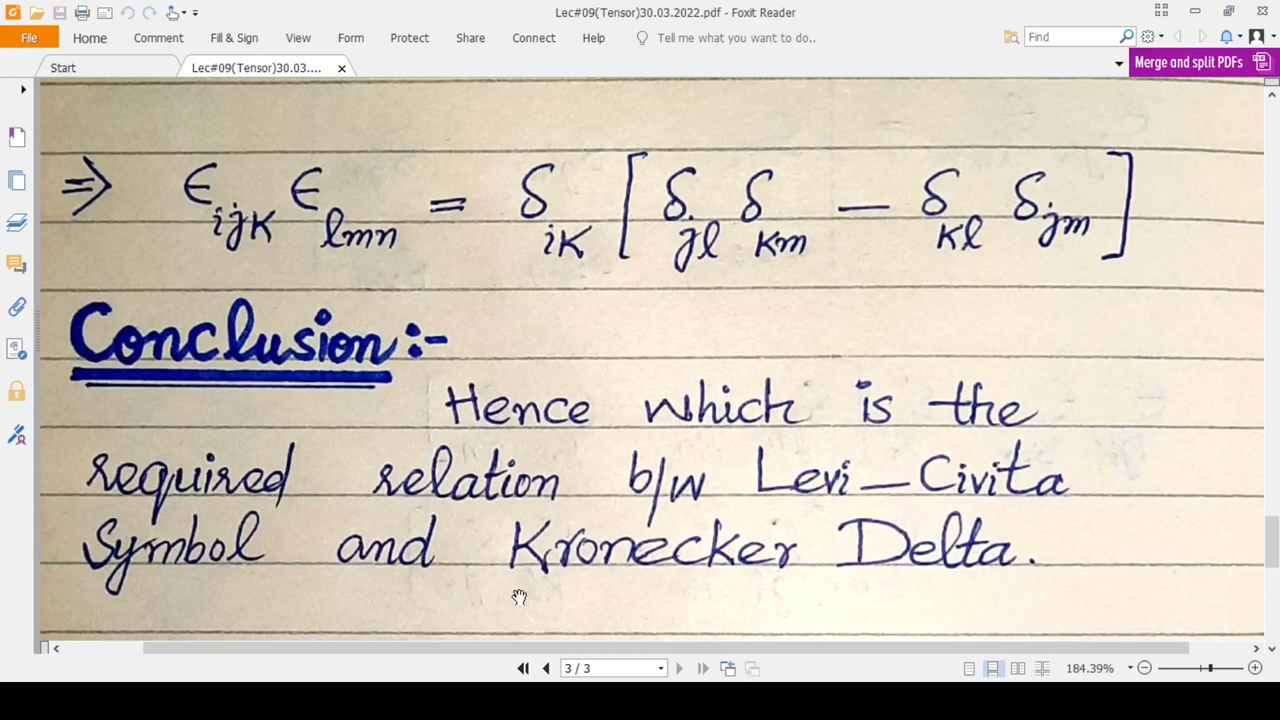 Lec#09(Tensor)30.03.2022.pdf - Foxit Reader
File Home Comment Fill & Sign View Form Protect Share Connect Help Tell me what you want to do.. Find
Start Lec#09(Tensor)30.03.... Merge and split PDFs
⇒ ϵijk ϵlmn = δik [δjl δkm — δkl δjm]
Conclusion:-
Hence which is the
required relation b/w Levi-Civita
Symbol and Kronecker Delta.
3 / 3 184.39%